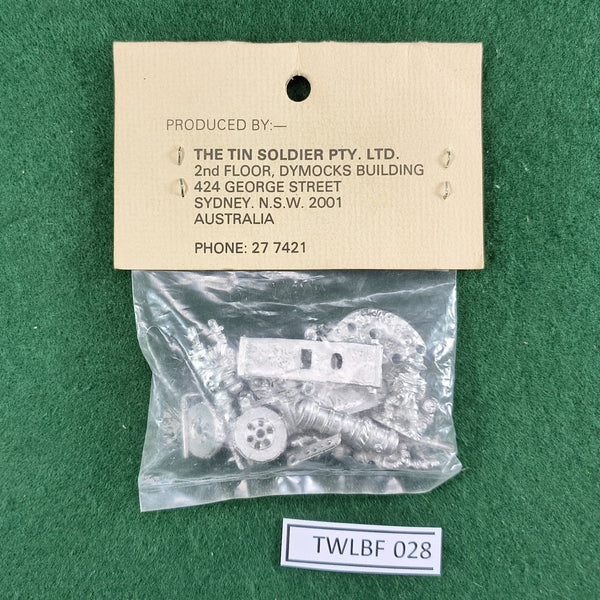 PRODUCED BY:—
THE TIN SOLDIER PTY. LTD.
2nd FLOOR, DYMOCKS BUILDING
424 GEORGE STREET
SYDNEY. N.S.W. 2001
AUSTRALIA
PHONE: 27 7421
TWLBF 028